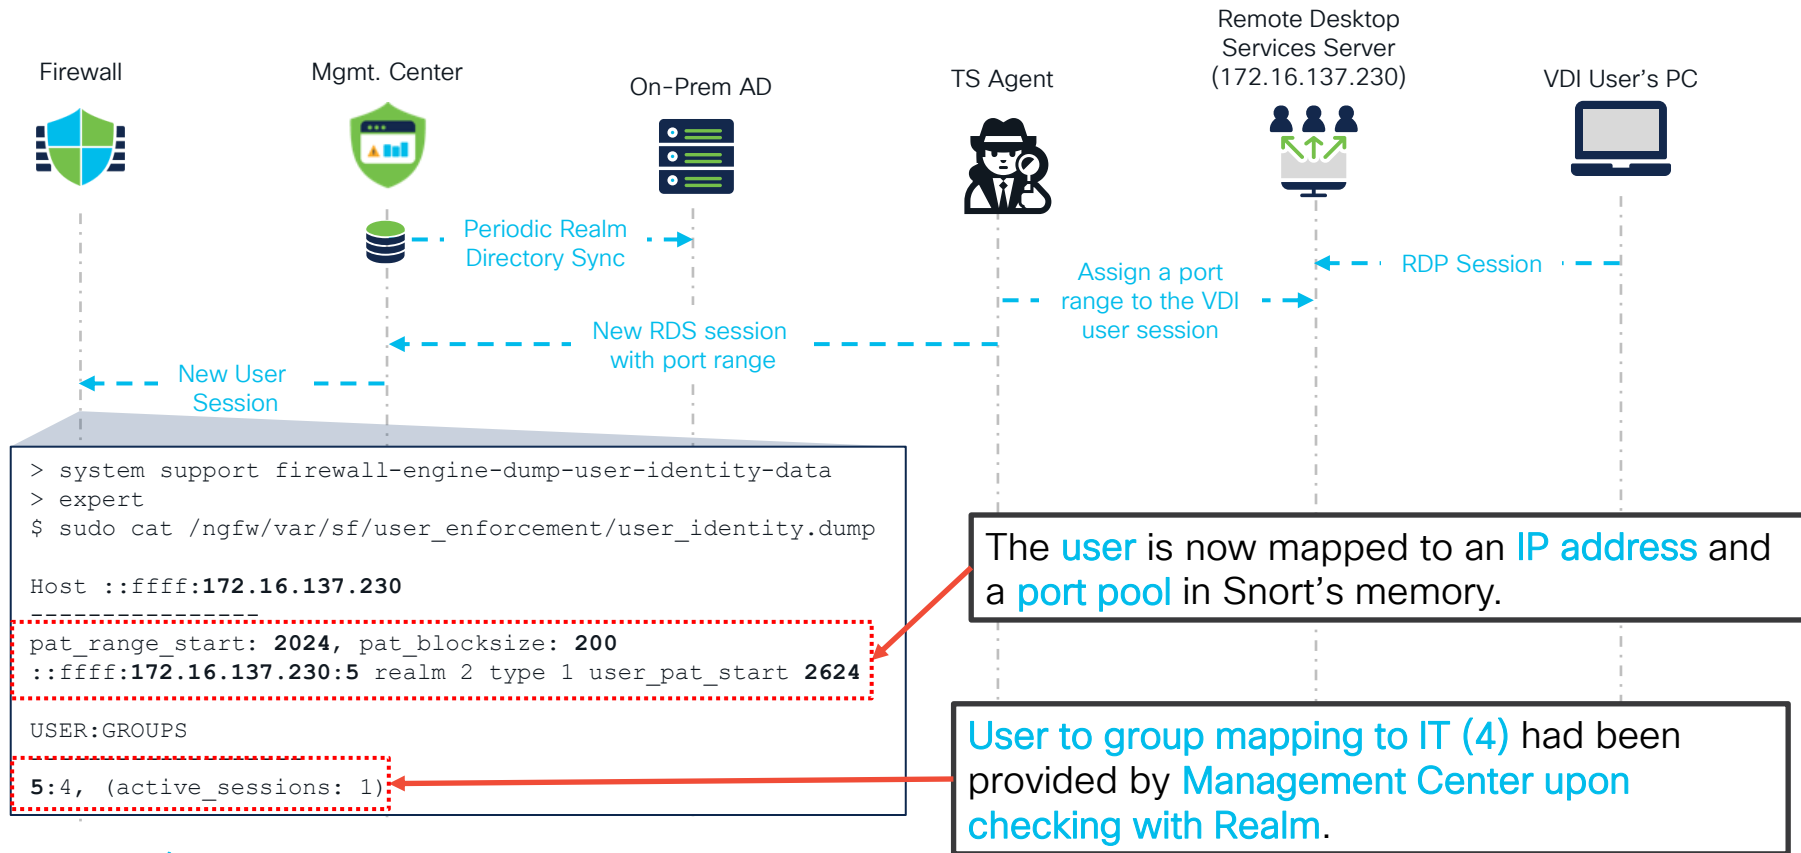 Firewall
Mgmt. Center
On-Prem AD
TS Agent
Remote Desktop
Services Server
(172.16.137.230)
VDI User's PC
Periodic Realm
Directory Sync
RDP Session
Assign a port
range to the VDI
user session
New RDS session
with port range
New User
Session
> system support firewall-engine-dump-user-identity-data
> expert
$ sudo cat /ngfw/var/sf/user_enforcement/user_identity.dump
Host ::ffff:172.16.137.230
----------------
pat_range_start: 2024, pat_blocksize: 200
::ffff:172.16.137.230:5 realm 2 type 1 user_pat_start 2624
USER:GROUPS
-------------------
5:4, (active_sessions: 1)
The user is now mapped to an IP address and
a port pool in Snort's memory.
User to group mapping to IT (4) had been
provided by Management Center upon
checking with Realm.